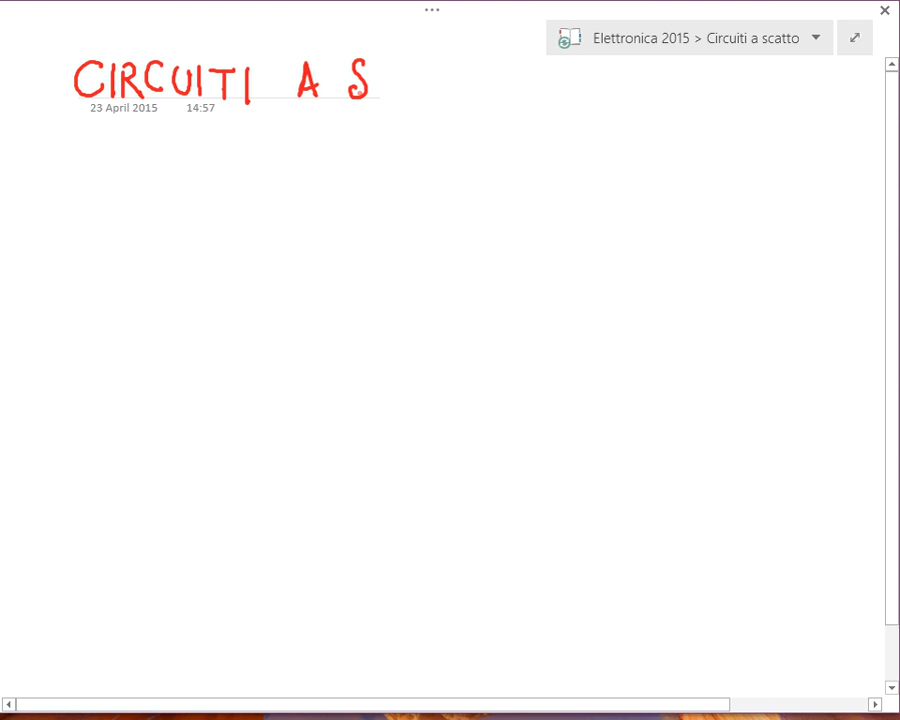 Elettronica 2015 > Circuiti a scatto
CIRCUITI A S
23 April 2015 14:57